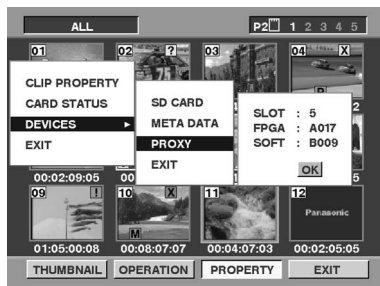 ALL P2 1 2 3 4 5
01 02 ? 03 04 X
CLIP PROPERTY
CARD STATUS
DEVICES
EXIT
SD CARD
META DATA
PROXY
EXIT
SLOT : 5
FPGA : A017
SOFT : B009
OK
00:02:09:05 00
09 ! 10 X 11 12
M
Panasonic
01:05:00:08 00:08:07:07 00:04:07:03 00:02:05:05
THUMBNAIL OPERATION PROPERTY EXIT